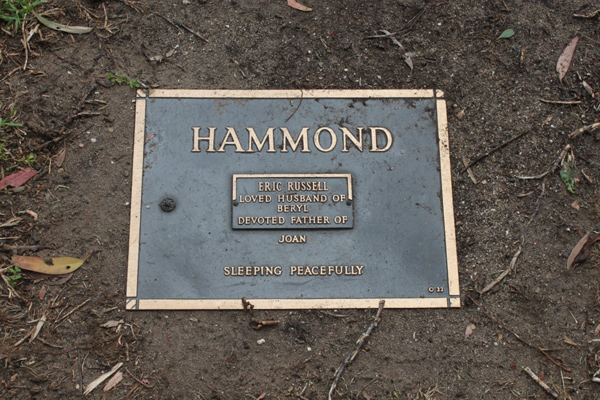 HAMMOND
ERIC RUSSELL
LOVED HUSBAND OF
BERYL
DEVOTED FATHER OF
JOAN
SLEEPING PEACEFULLY